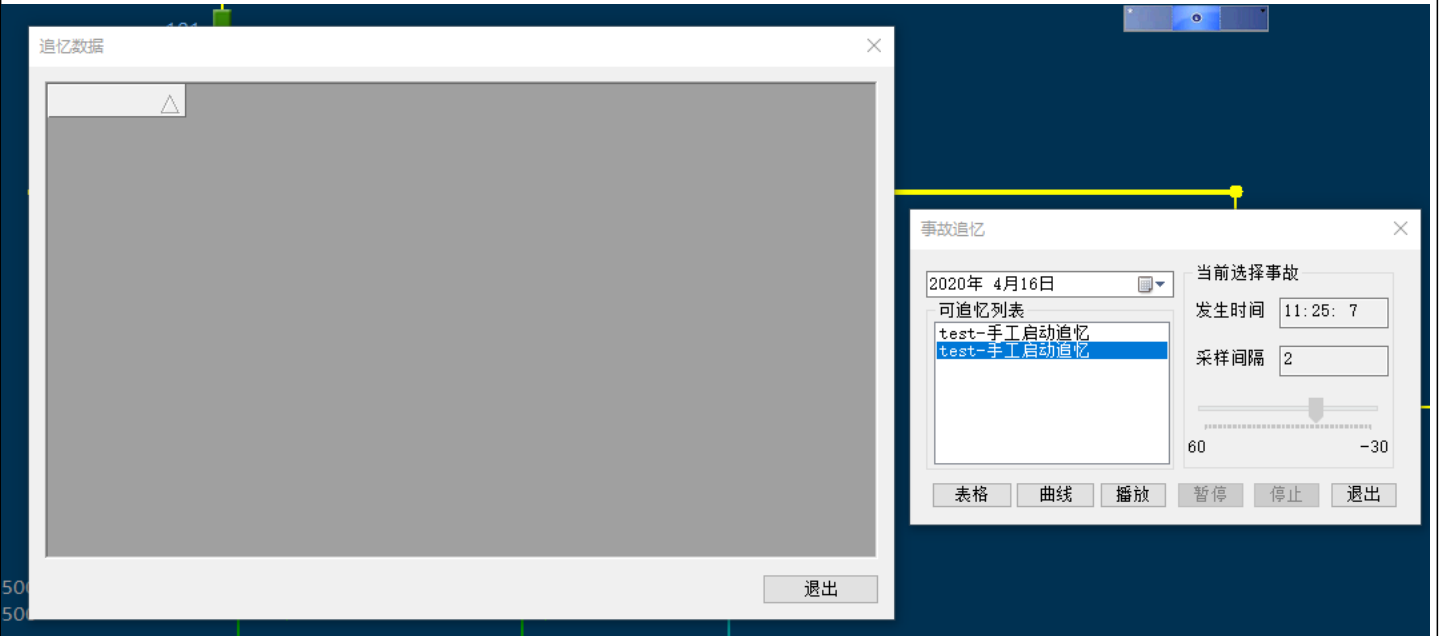 追忆数据
事故追忆
2020年 4月16日
可追忆列表
test-手工启动追忆
test-手工启动追忆
当前选择事故
发生时间 11:25: 7
采样间隔 2
60 -30
表格 曲线 播放 暂停 停止 退出
退出